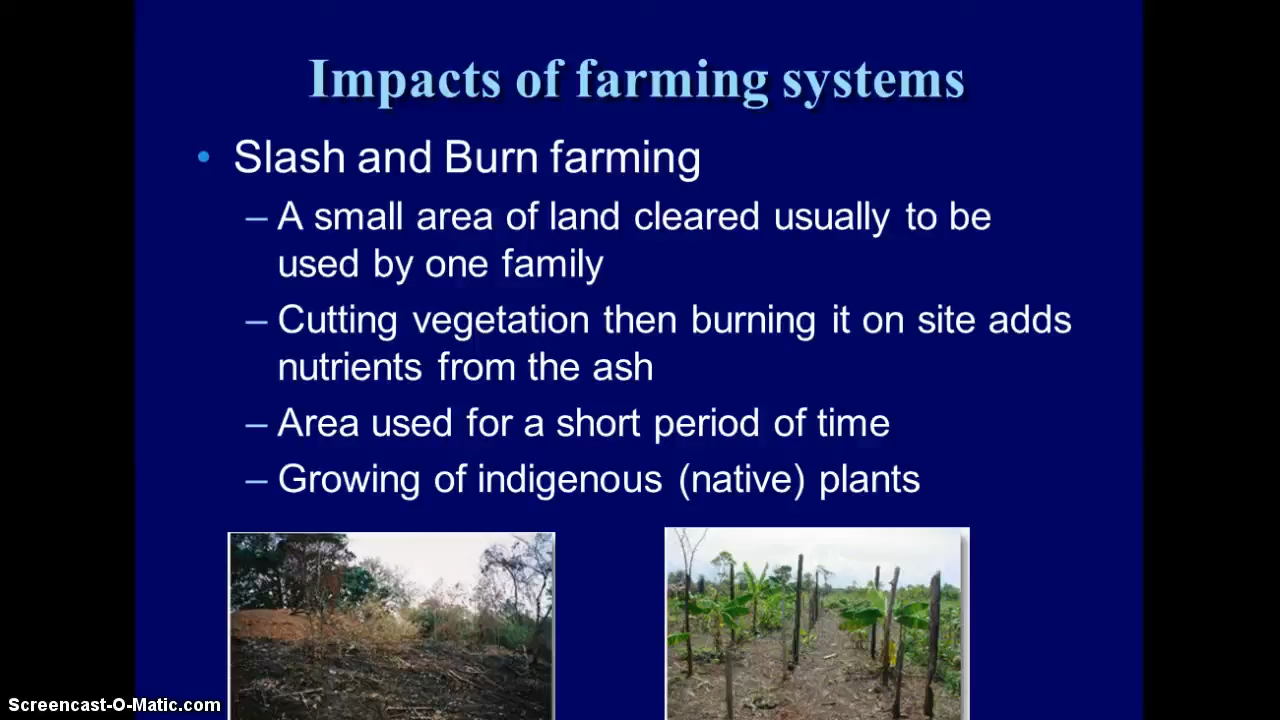 Impacts of farming systems
• Slash and Burn farming
– A small area of land cleared usually to be
used by one family
– Cutting vegetation then burning it on site adds
nutrients from the ash
– Area used for a short period of time
– Growing of indigenous (native) plants
Screencast-O-Matic.com